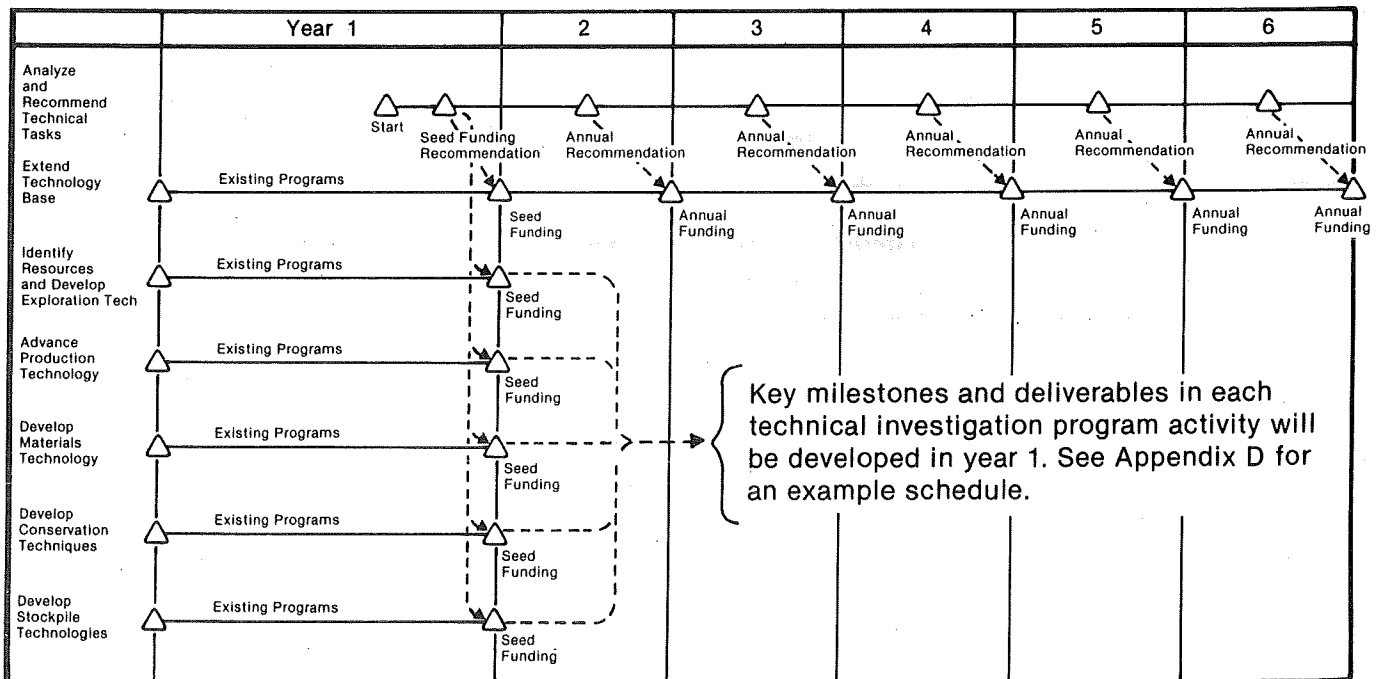 Year 1
2
3
4
5
6
Analyze
and
Recommend
Technical
Tasks
Start
Seed Funding
Recommendation
Annual
Recommendation
Annual
Recommendation
Annual
Recommendation
Annual
Recommendation
Annual
Recommendation
Extend
Technology
Base
Existing Programs
Seed
Funding
Annual
Funding
Annual
Funding
Annual
Funding
Annual
Funding
Annual
Funding
Identify
Resources
and Develop
Exploration Tech
Existing Programs
Seed
Funding
Advance
Production
Technology
Existing Programs
Seed
Funding
Develop
Materials
Technology
Existing Programs
Seed
Funding
Develop
Conservation
Techniques
Existing Programs
Seed
Funding
Develop
Stockpile
Technologies
Existing Programs
Seed
Funding
Key milestones and deliverables in each
technical investigation program activity will
be developed in year 1. See Appendix D for
an example schedule.